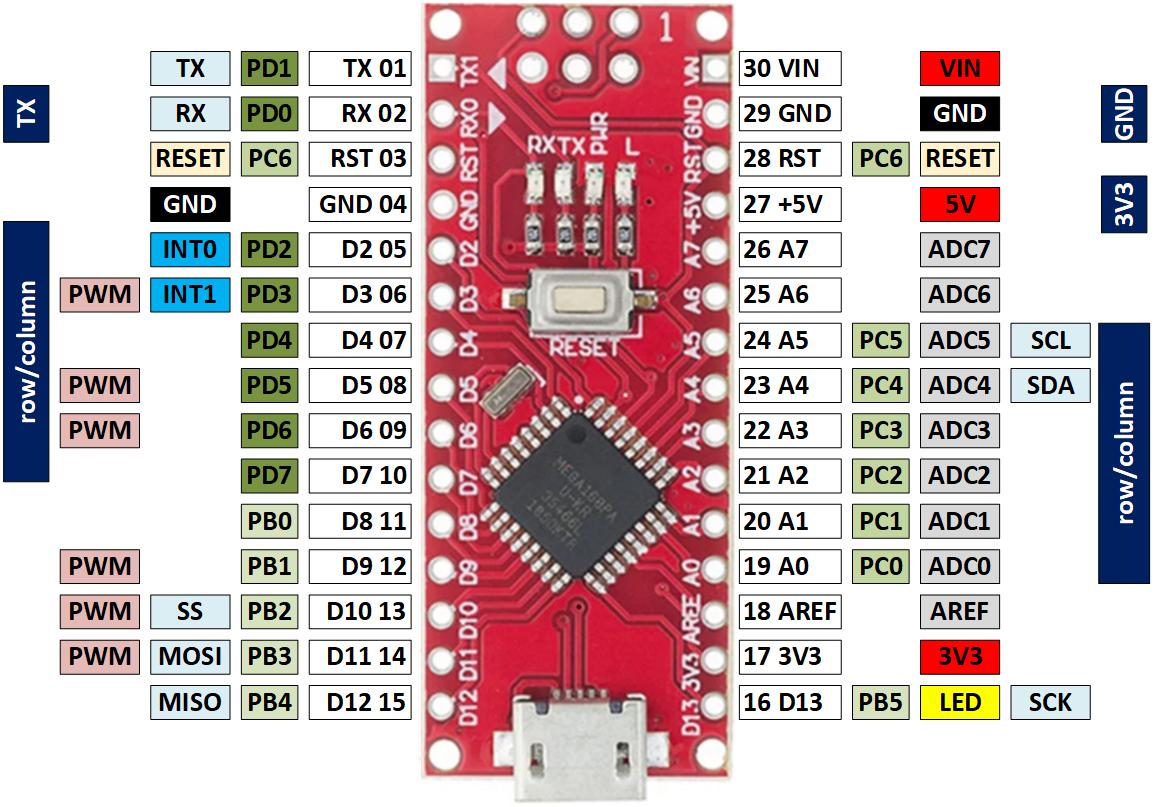 1
TX PD1 TX 01 TX1 VIN 30 VIN VIN
TX RX PD0 RX 02 RX0 GND 29 GND GND GND
RX TX PWR L
RESET PC6 RST 03 RST RST 28 RST PC6 RESET
GND GND 04 GND +5V 27 +5V 5V 3V3
INT0 PD2 D2 05 D2 A7 26 A7 ADC7
PWM INT1 PD3 D3 06 D3 A6 25 A6 ADC6
row/column PD4 D4 07 D4 RESET A5 24 A5 PC5 ADC5 SCL
PWM PD5 D5 08 D5 A4 23 A4 PC4 ADC4 SDA
PWM PD6 D6 09 D6 A3 22 A3 PC3 ADC3
PD7 D7 10 D7 A2 21 A2 PC2 ADC2 row/column
MEGA168PA
U-KR
PB0 D8 11 D8 A1 20 A1 PC1 ADC1
PWM PB1 D9 12 D9 A0 19 A0 PC0 ADC0
PWM SS PB2 D10 13 D10 AREF 18 AREF AREF
PWM MOSI PB3 D11 14 D11 3V3 17 3V3 3V3
MISO PB4 D12 15 D12 D13 16 D13 PB5 LED SCK